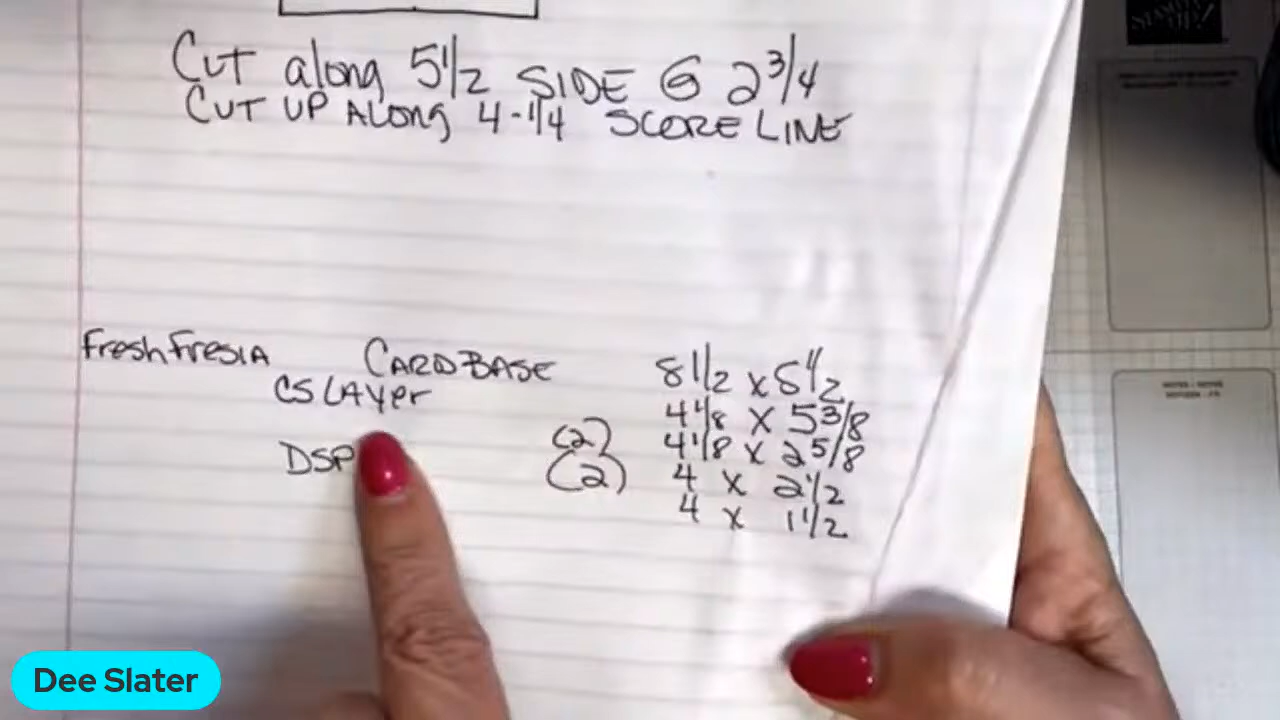 STAMPIN' UP!
CUT along 5 1/2 SIDE @ 2 3/4
CUT UP ALONG 4-1/4 SCORE LINE
FreshFresIA CARDBASE 8 1/2 x 5 1/2
CS LAYer 4 1/8 x 5 3/8
(2) 4 1/8 x 2 5/8
DSP (2) 4 x 2 1/2
4 x 1 1/2
Dee Slater